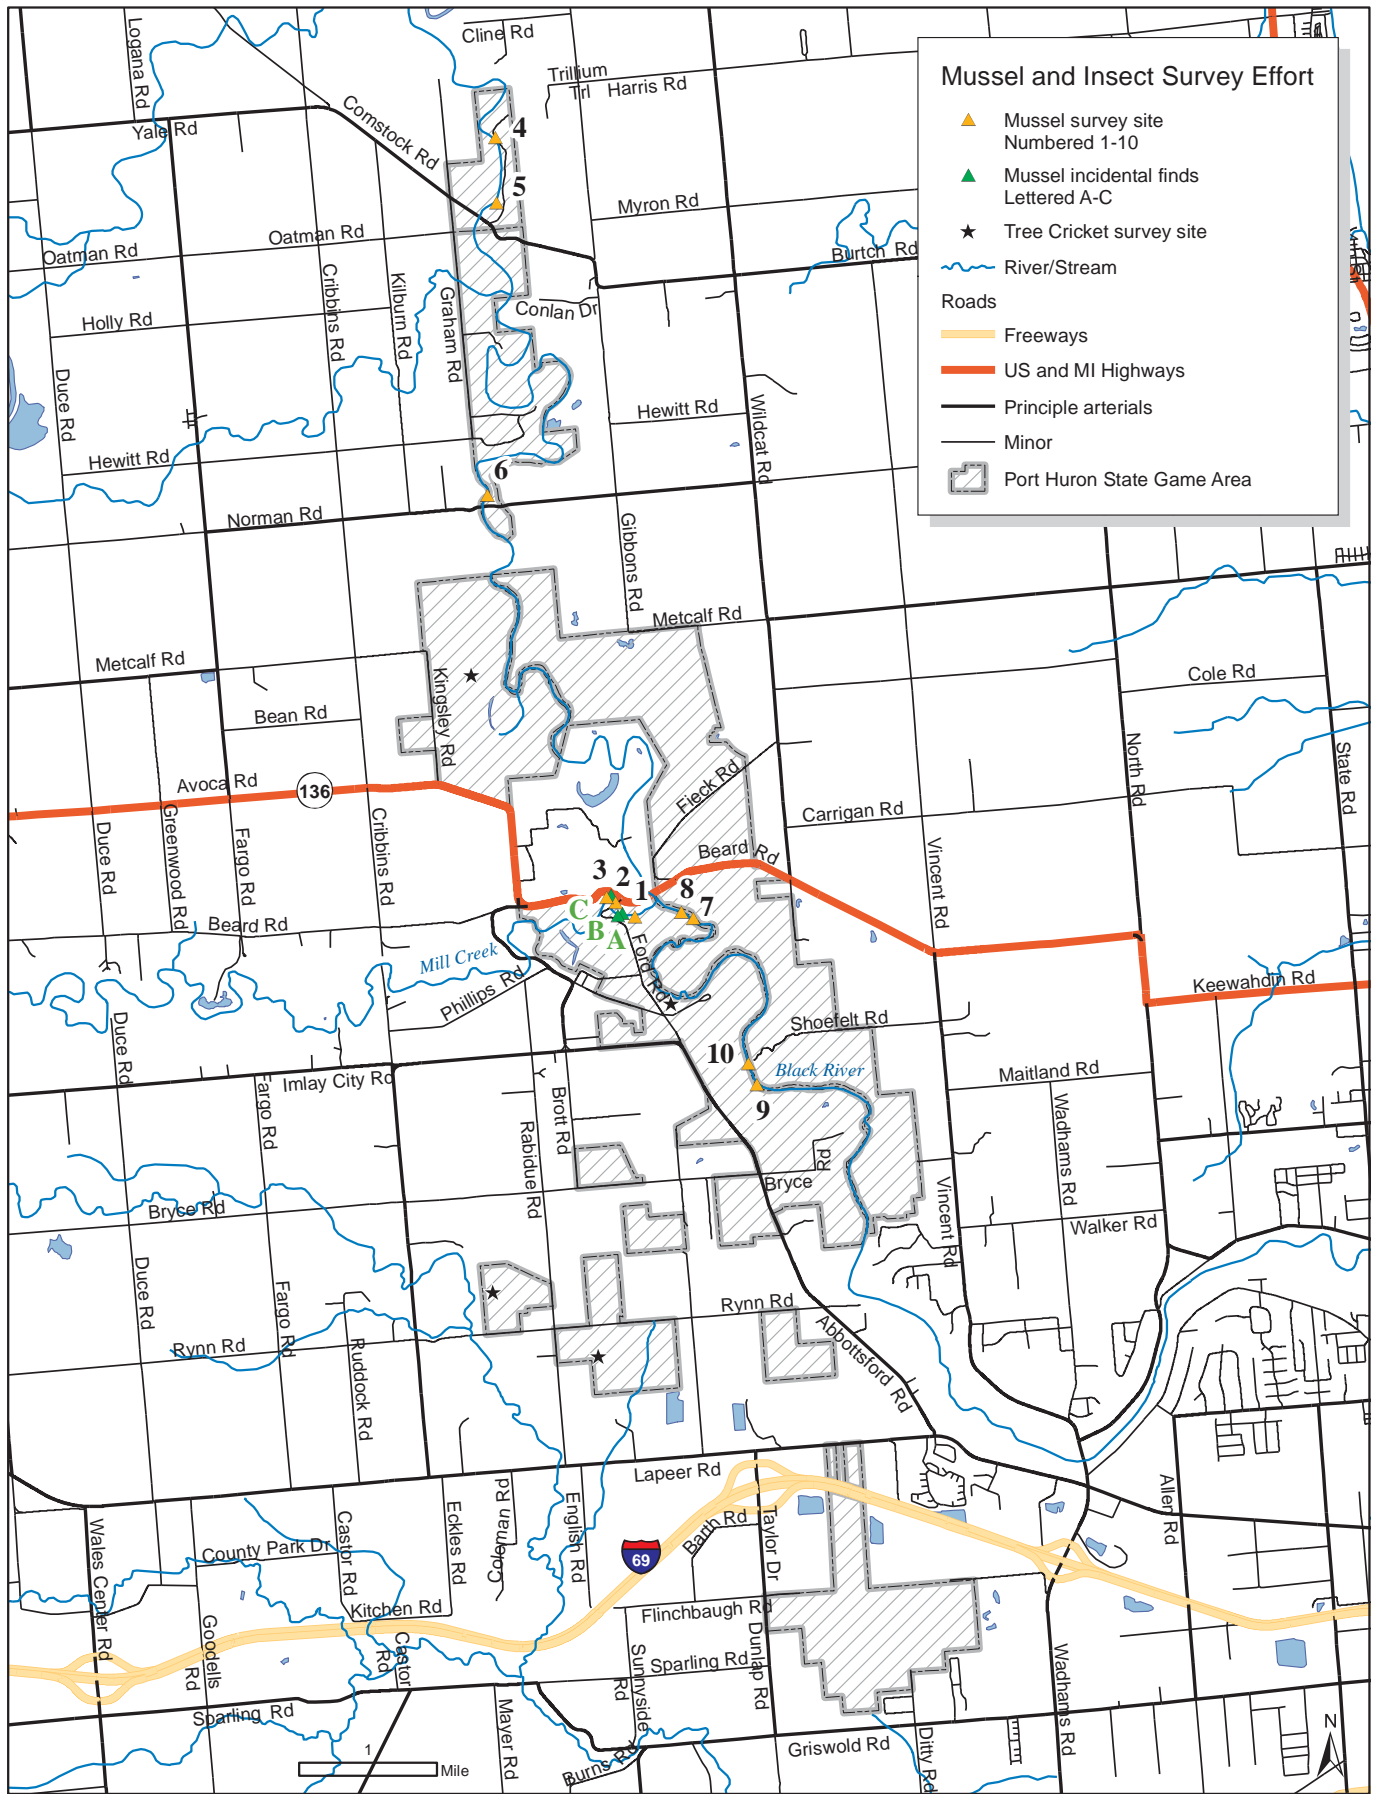 Cline Rd
Logana Rd
Trillium
Trl
Harris Rd
Yale Rd
Comstock Rd
4
5
Myron Rd
Oatman Rd
Oatman Rd
Burtch Rd
Mussel and Insect Survey Effort
Mussel survey site
Numbered 1-10
Mussel incidental finds
Lettered A-C
Tree Cricket survey site
River/Stream
Roads
Freeways
US and MI Highways
Principle arterials
Minor
Port Huron State Game Area
Holly Rd
Cribbins Rd
Kilburn Rd
Graham Rd
Conlan Dr
Duce Rd
Hewitt Rd
Wildcat Rd
Hewitt Rd
6
Norman Rd
Gibbons Rd
Metcalf Rd
Metcalf Rd
Kingsley Rd
Cole Rd
Bean Rd
North Rd
State Rd
Avoca Rd
136
Fieck Rd
Carrigan Rd
Duce Rd
Greenwood Rd
Fargo Rd
Cribbins Rd
Beard Rd
Vincent Rd
3
2
1
8
7
C
B
A
Beard Rd
Ford Rd
Mill Creek
Phillips Rd
Keewahdin Rd
Duce Rd
Shoefelt Rd
10
Black River
Maitland Rd
Imlay City Rd
9
Fargo Rd
Brott Rd
Rabidue Rd
Wadhams Rd
Rd
Bryce
Vincent Rd
Bryce Rd
Walker Rd
Duce Rd
Fargo Rd
Rynn Rd
Rynn Rd
Ruddock Rd
Abbottsford Rd
Lapeer Rd
Allen Rd
Wales Center Rd
Castor Rd
Eckles Rd
Coleman Rd
English Rd
69
Barth Rd
Taylor Dr
County Park Dr
Kitchen Rd
Flinchbaugh Rd
Goodells
Rd
Castor
Rd
Sunnyside
Rd
Sparling Rd
Dunlap Rd
Wadhams Rd
Sparling Rd
Mayer Rd
Burns Rd
Griswold Rd
Ditty Rd
N
1
Mile